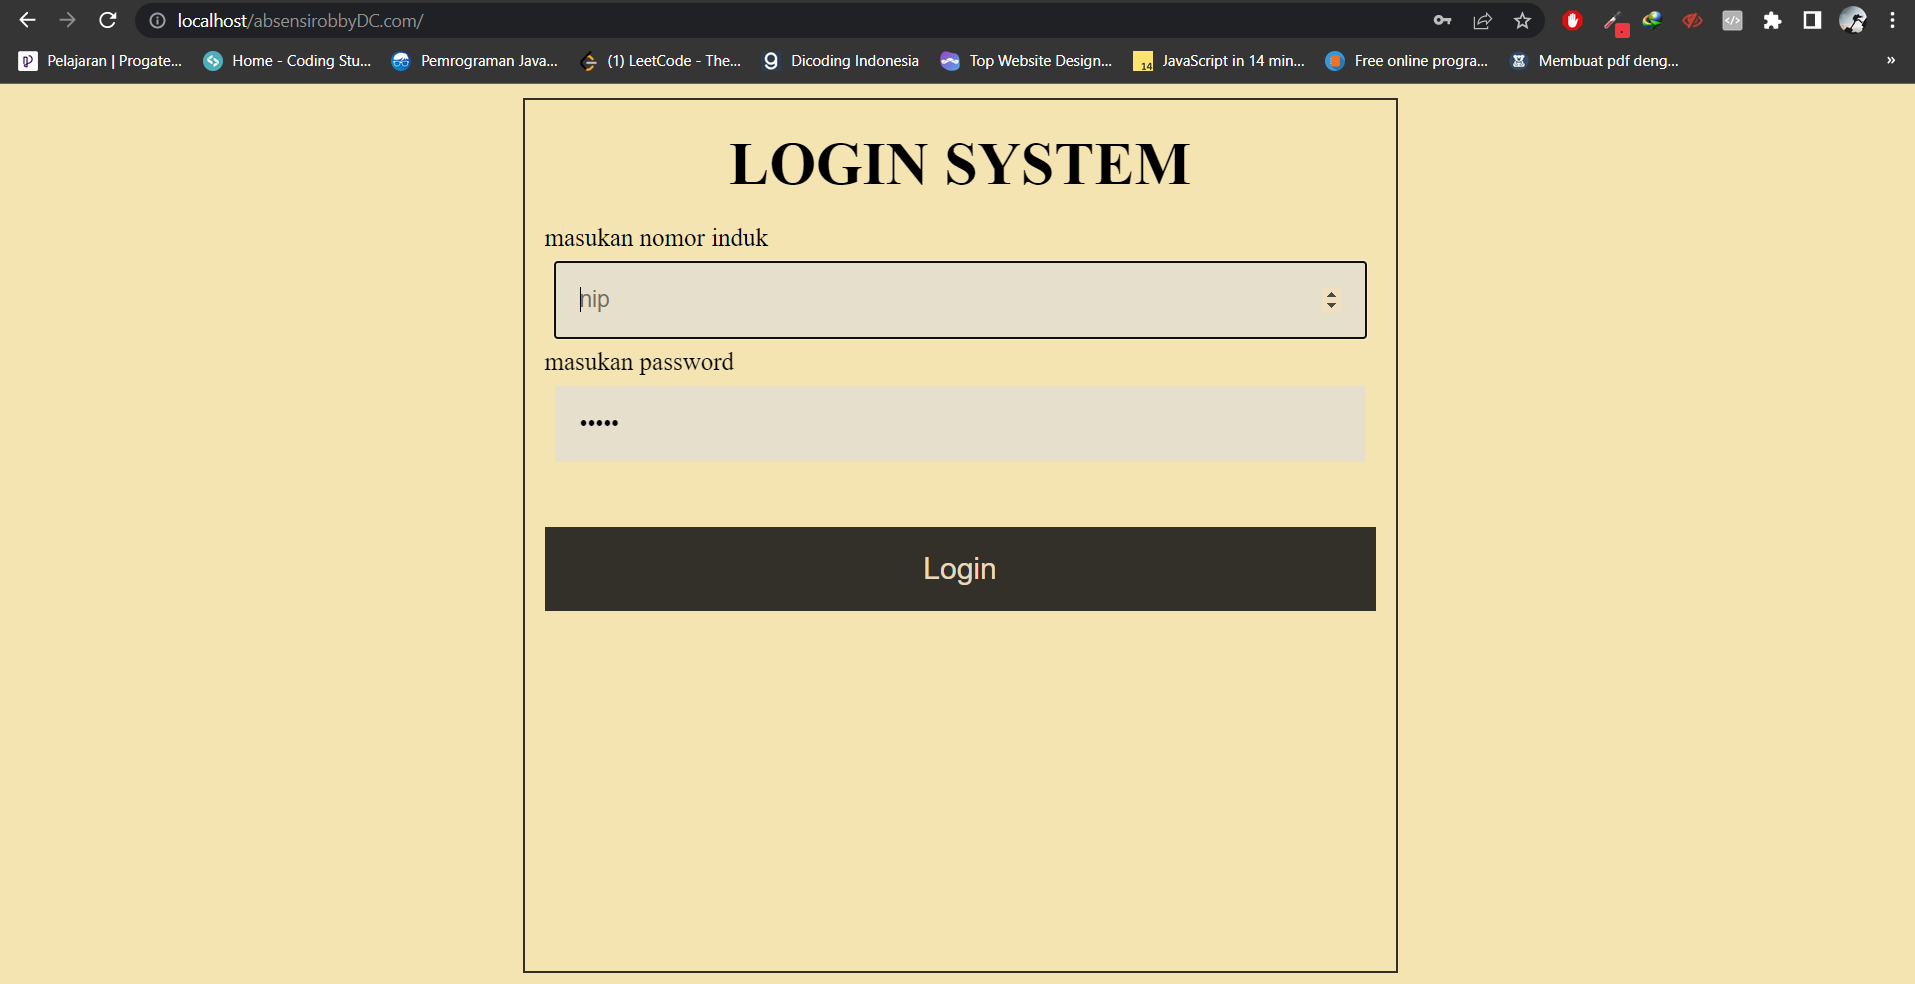 localhost/absensirobbyDC.com/
Pelajaran | Progate... Home - Coding Stu... Pemrograman Java... (1) LeetCode - The... Dicoding Indonesia Top Website Design... 14 JavaScript in 14 min... Free online progra... Membuat pdf deng... »
LOGIN SYSTEM
masukan nomor induk
nip
masukan password
•••••
Login